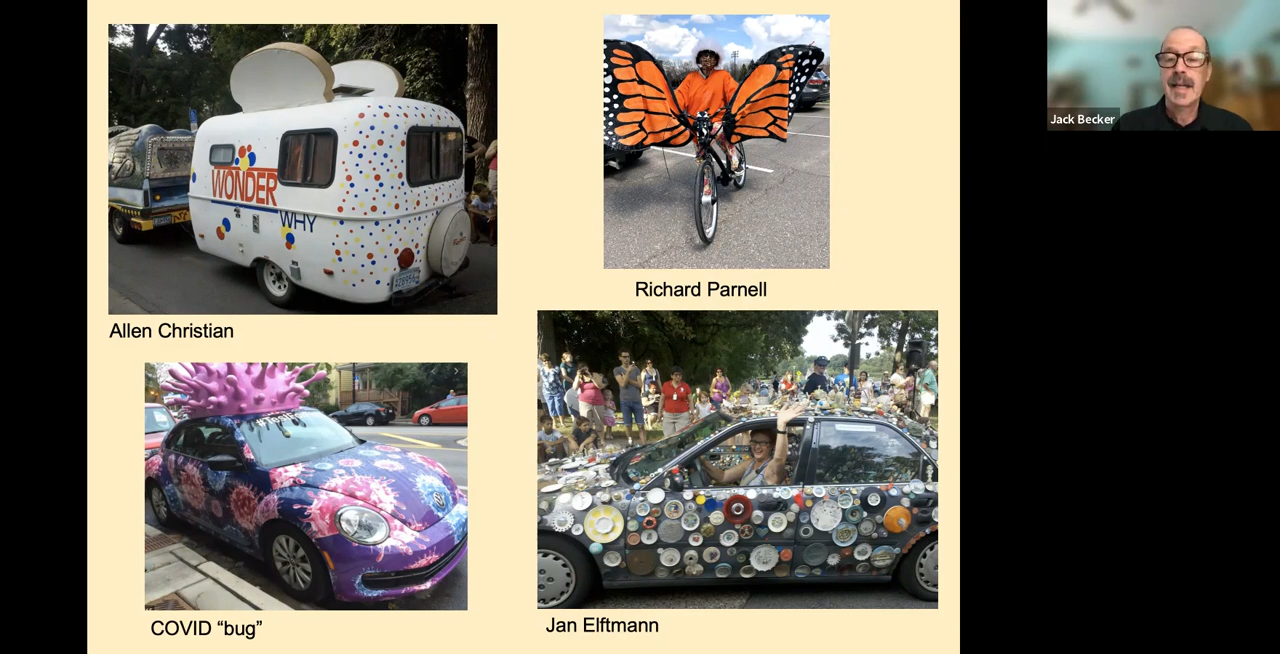 WONDER
WHY
Allen Christian
Richard Parnell
COVID “bug”
Jan Elftmann
Jack Becker